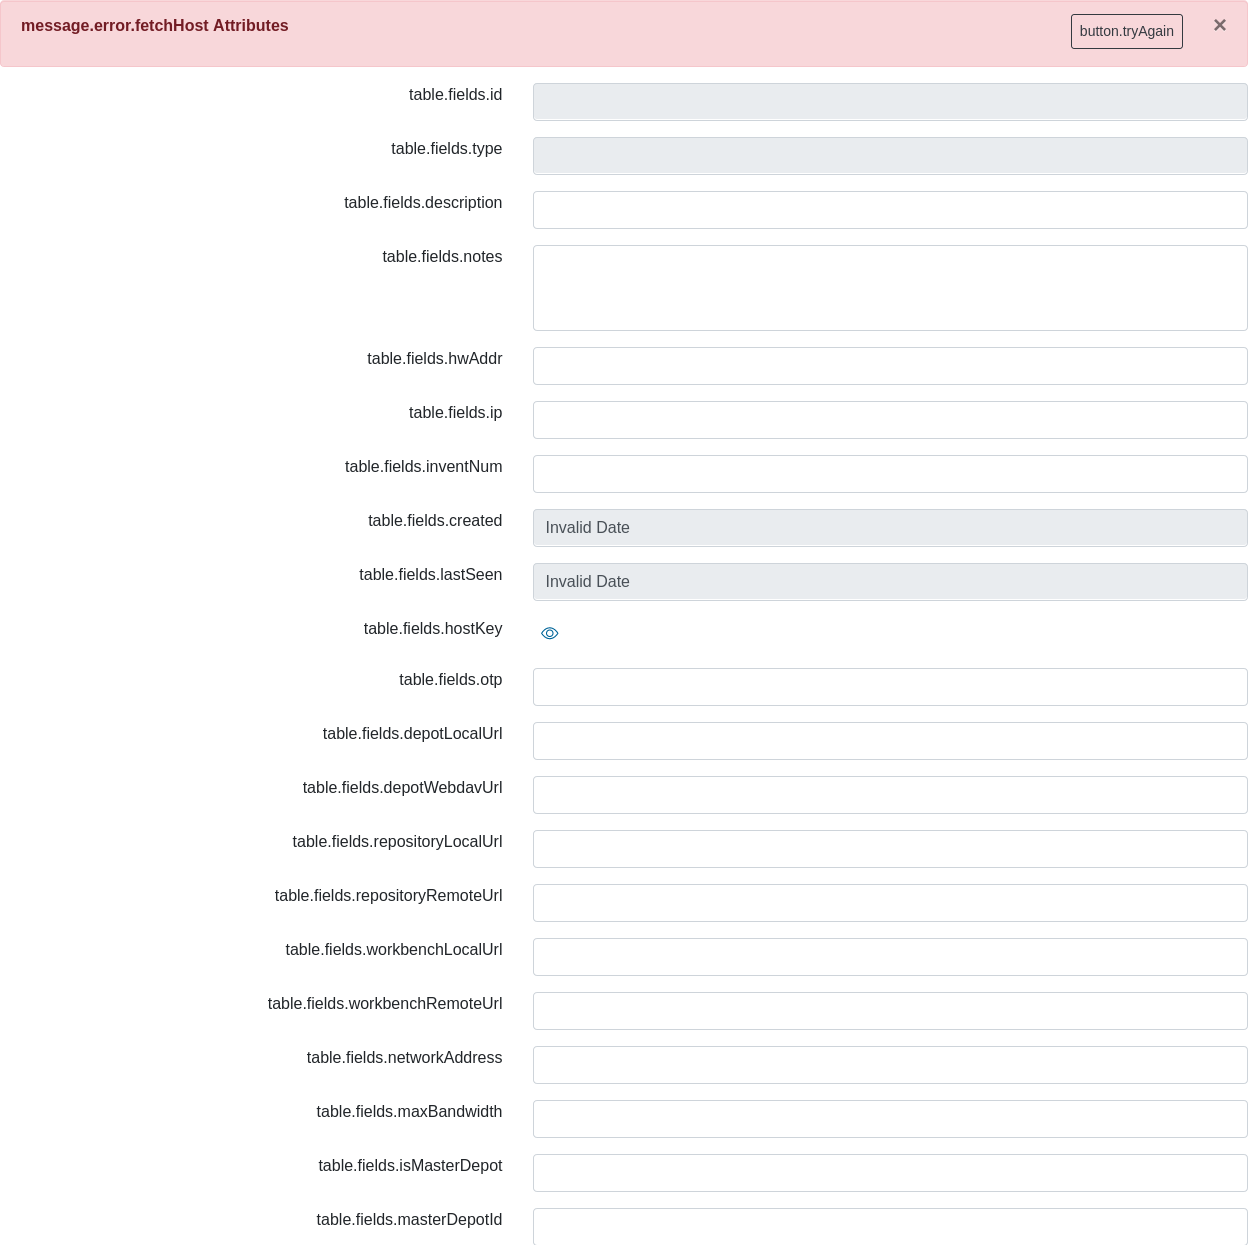 message.error.fetchHost Attributes
button.tryAgain
×
table.fields.id
table.fields.type
table.fields.description
table.fields.notes
table.fields.hwAddr
table.fields.ip
table.fields.inventNum
table.fields.created Invalid Date
table.fields.lastSeen Invalid Date
table.fields.hostKey
table.fields.otp
table.fields.depotLocalUrl
table.fields.depotWebdavUrl
table.fields.repositoryLocalUrl
table.fields.repositoryRemoteUrl
table.fields.workbenchLocalUrl
table.fields.workbenchRemoteUrl
table.fields.networkAddress
table.fields.maxBandwidth
table.fields.isMasterDepot
table.fields.masterDepotId